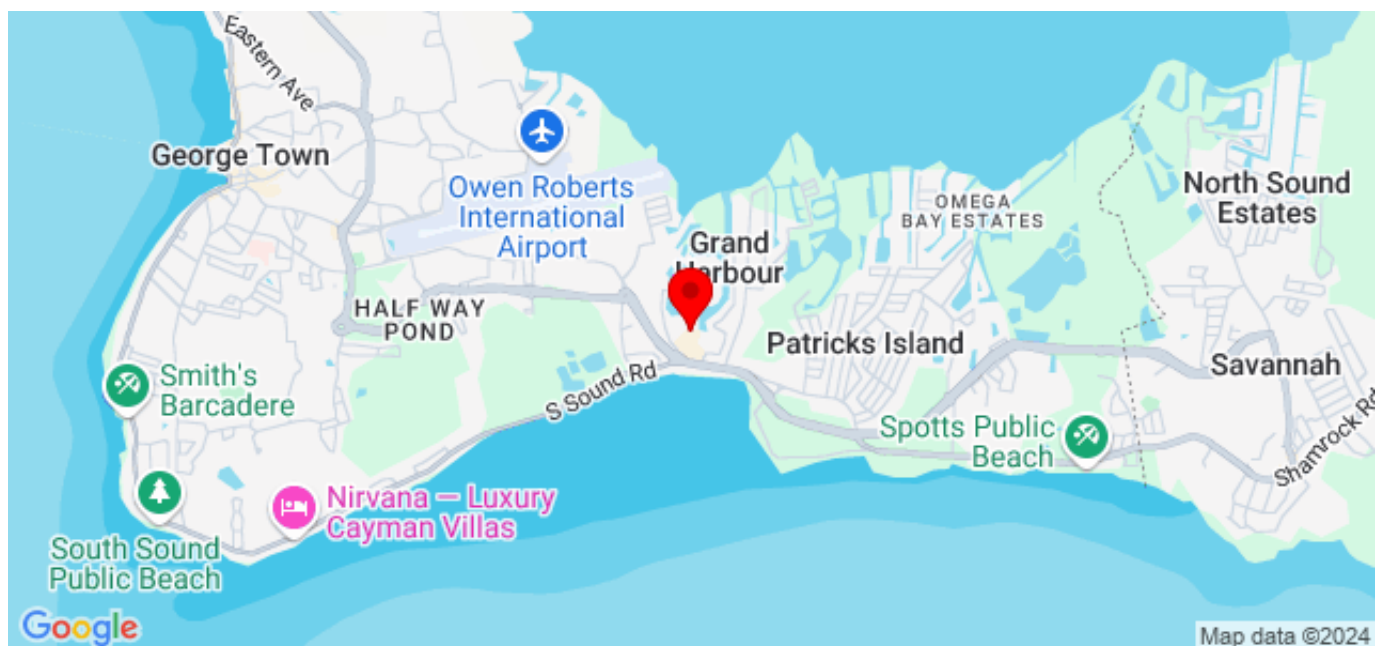 Eastern Ave
George Town
Owen Roberts
International
Airport
Grand
Harbour
OMEGA
BAY ESTATES
North Sound
Estates
HALF WAY
POND
Patricks Island
Savannah
Smith's
Barcadere
S Sound Rd
Spotts Public
Beach
Shamrock Rd
Nirvana — Luxury
Cayman Villas
South Sound
Public Beach
Google
Map data ©2024